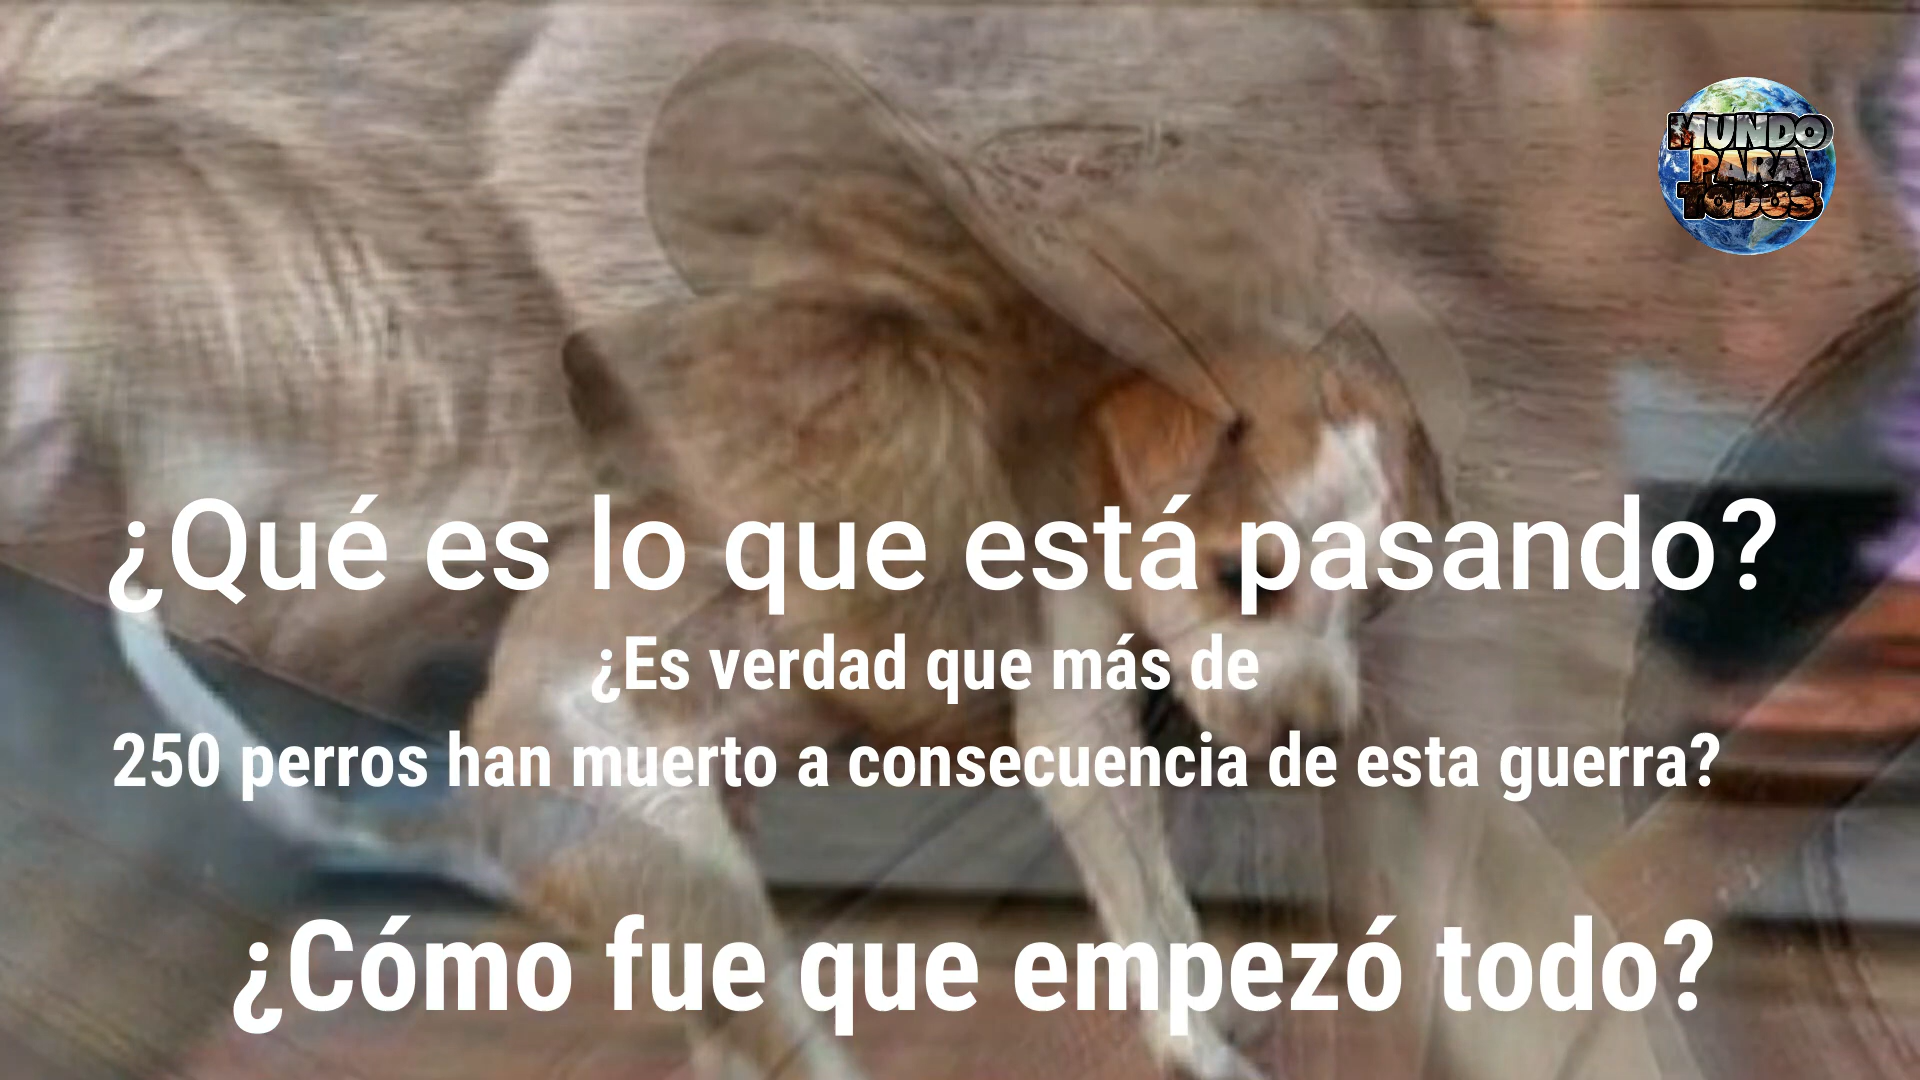 MUNDO
PARA
TODOS
¿Qué es lo que está pasando?
¿Es verdad que más de
250 perros han muerto a consecuencia de esta guerra?
¿Cómo fue que empezó todo?